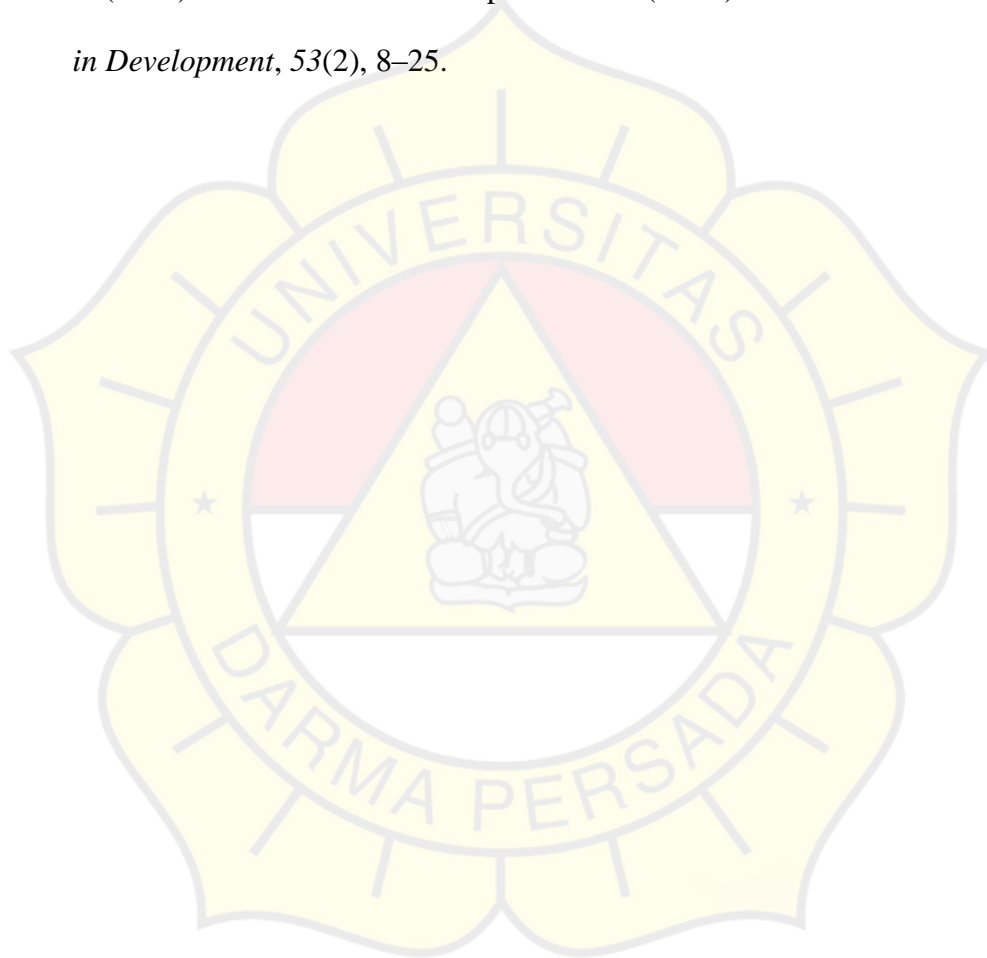 in Development, 53(2), 8–25.
UNIVERSITAS
DARMA PERSADA